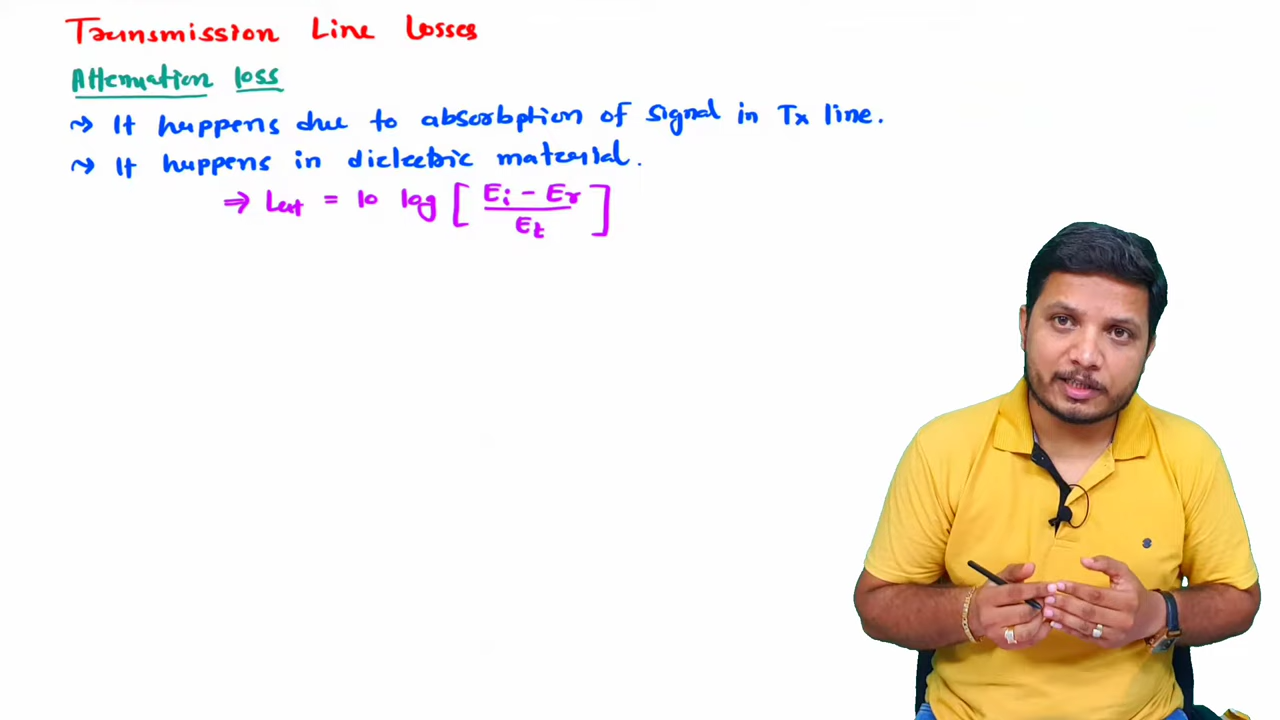 Transmission Line Losses
Attenuation loss
↝ It happens due to absorbption of signal in Tx line.
↝ It happens in dielectric material.
⇒ Lat = 10 log [ Ei - Er / Et ]